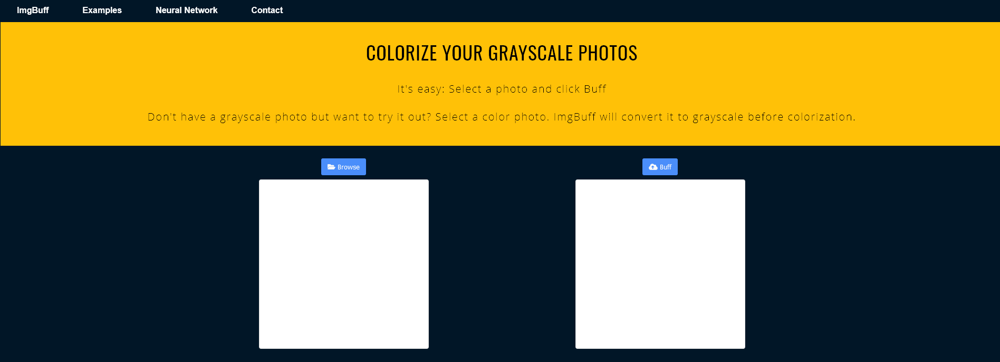 ImgBuff Examples Neural Network Contact
COLORIZE YOUR GRAYSCALE PHOTOS
It's easy: Select a photo and click Buff
Don't have a grayscale photo but want to try it out? Select a color photo. ImgBuff will convert it to grayscale before colorization.
Browse Buff